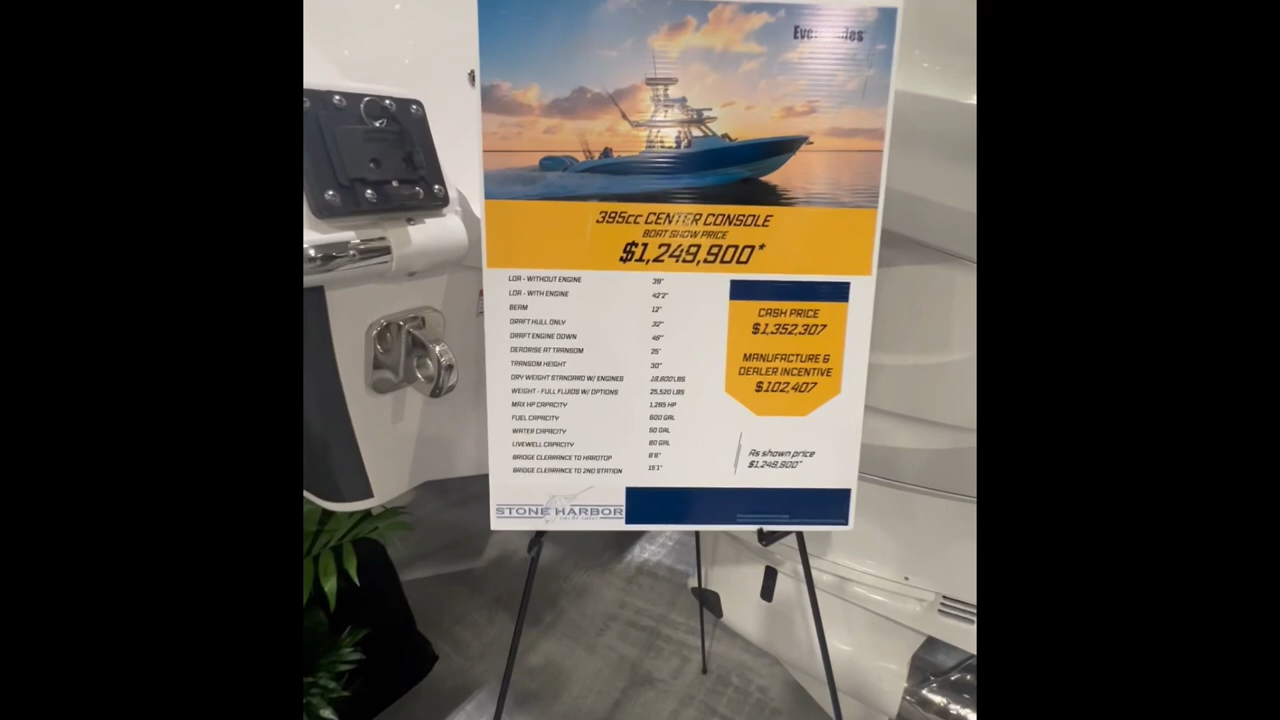 395CC CENTER CONSOLE
BOAT SHOW PRICE
$1,249,900*
LOA - WITHOUT ENGINE 39"
LOA - WITH ENGINE 42'2"
BEAM 12"
DRAFT HULL ONLY 32"
DRAFT ENGINE DOWN 46"
DEADRISE AT TRANSOM 25°
TRANSOM HEIGHT 30"
DRY WEIGHT STANDARD W/ ENGINES 19,600 LBS
WEIGHT - FULL FLUIDS W/ OPTIONS 25,520 LBS
MAX HP CAPACITY 1,285 HP
FUEL CAPACITY 600 GAL
WATER CAPACITY 50 GAL
LIVEWELL CAPACITY 80 GAL
BRIDGE CLEARANCE TO HARDTOP 8'8"
BRIDGE CLEARANCE TO 2ND STATION 15'1"
CASH PRICE
$1,352,307
MANUFACTURE &
DEALER INCENTIVE
$102,407
As shown price
$1,249,900*
STONE HARBOR